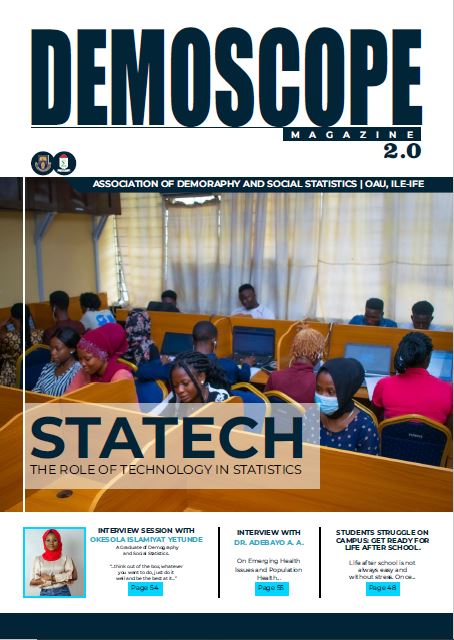 DEMOSCOPE
MAGAZINE
2.0
ASSOCIATION OF DEMORAPHY AND SOCIAL STATISTICS | OAU, ILE-IFE
STATECH
THE ROLE OF TECHNOLOGY IN STATISTICS
INTERVIEW SESSION WITH
OKESOLA ISLAMIYAT YETUNDE
A Graduate of Demography
and Social Statistics.
"...think out of the box, whatever
you want to do, just do it
well and be the best at it..."
Page 54
INTERVIEW WITH
DR. ADEBAYO A. A.
On Emerging Health
Issues and Population
Health...
Page 55
STUDENTS STRUGGLE ON
CAMPUS: GET READY FOR
LIFE AFTER SCHOOL.
Life after school is not
always easy and
without stress. Once...
Page 48